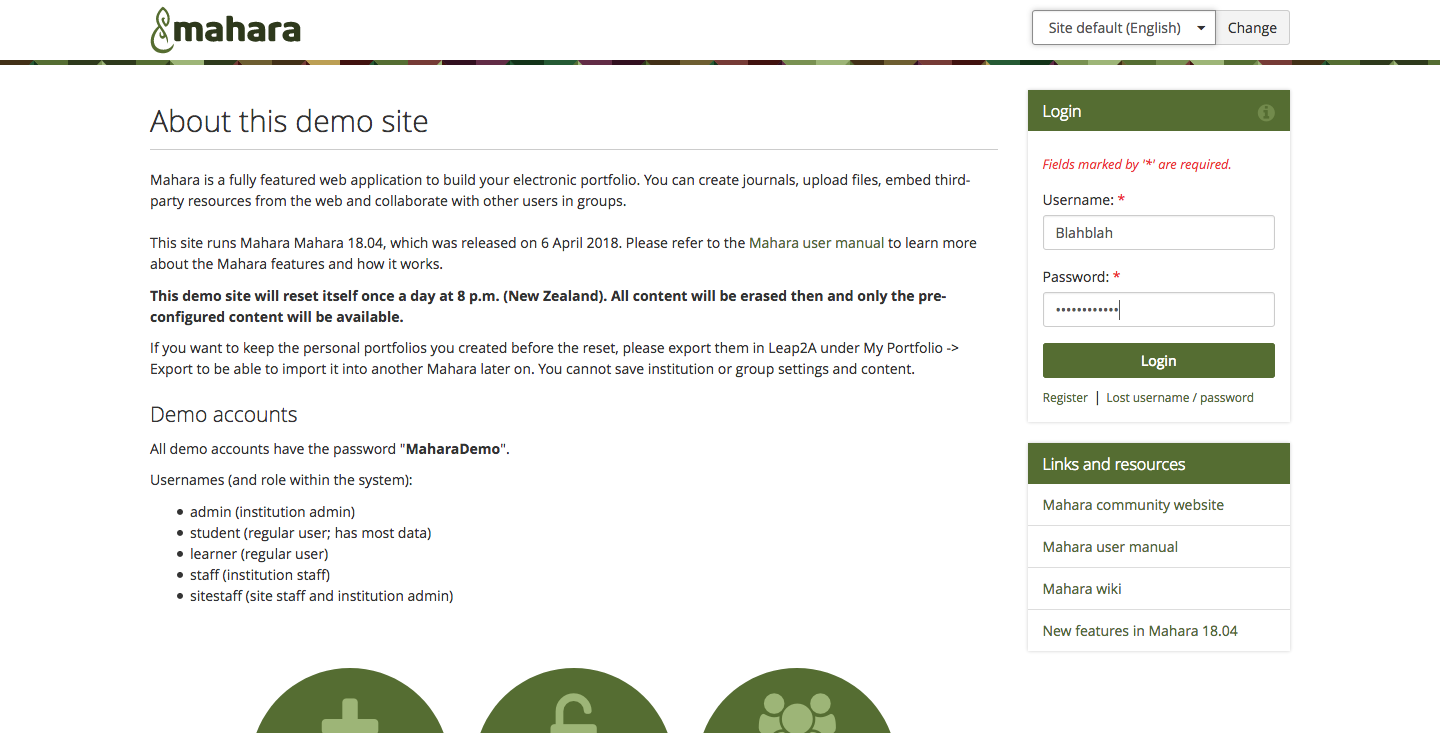 mahara
Site default (English)
Change
About this demo site
Mahara is a fully featured web application to build your electronic portfolio. You can create journals, upload files, embed third-
party resources from the web and collaborate with other users in groups.
This site runs Mahara Mahara 18.04, which was released on 6 April 2018. Please refer to the Mahara user manual to learn more
about the Mahara features and how it works.
This demo site will reset itself once a day at 8 p.m. (New Zealand). All content will be erased then and only the pre-
configured content will be available.
If you want to keep the personal portfolios you created before the reset, please export them in Leap2A under My Portfolio ->
Export to be able to import it into another Mahara later on. You cannot save institution or group settings and content.
Demo accounts
All demo accounts have the password "MaharaDemo".
Usernames (and role within the system):
• admin (institution admin)
• student (regular user; has most data)
• learner (regular user)
• staff (institution staff)
• sitestaff (site staff and institution admin)
Login
Fields marked by '*' are required.
Username: *
Blahblah
Password: *
••••••••••••
Login
Register | Lost username / password
Links and resources
Mahara community website
Mahara user manual
Mahara wiki
New features in Mahara 18.04